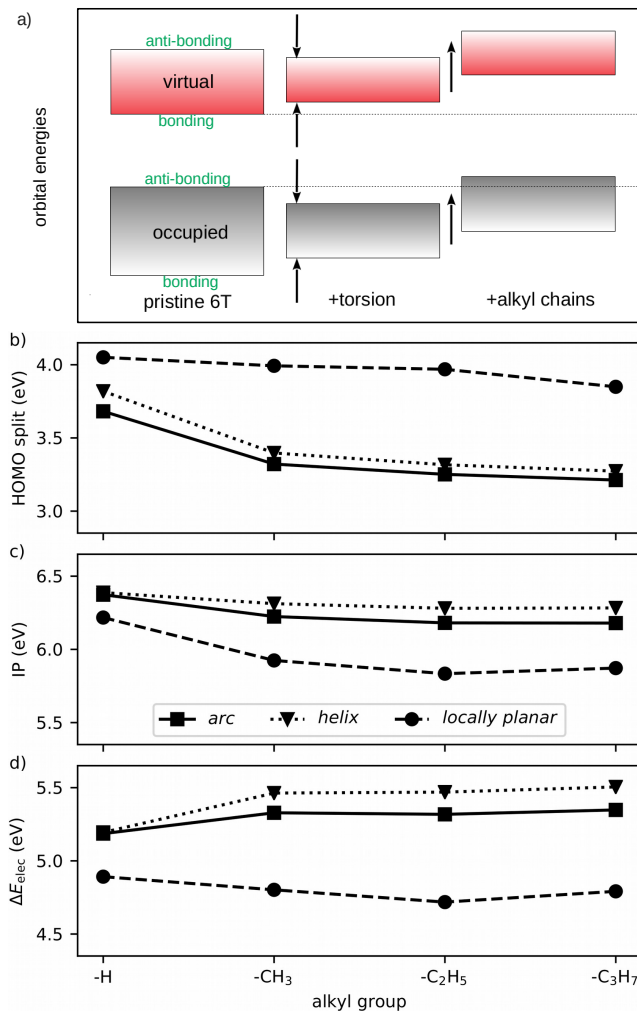 a)
anti-bonding
virtual
bonding
anti-bonding
occupied
bonding
orbital energies
pristine 6T
+torsion
+alkyl chains
b)
4.0
3.5
3.0
HOMO split (eV)
c)
6.5
6.0
5.5
IP (eV)
arc helix locally planar
d)
5.5
5.0
4.5
ΔE_elec (eV)
-H -CH₃ -C₂H₅ -C₃H₇
alkyl group